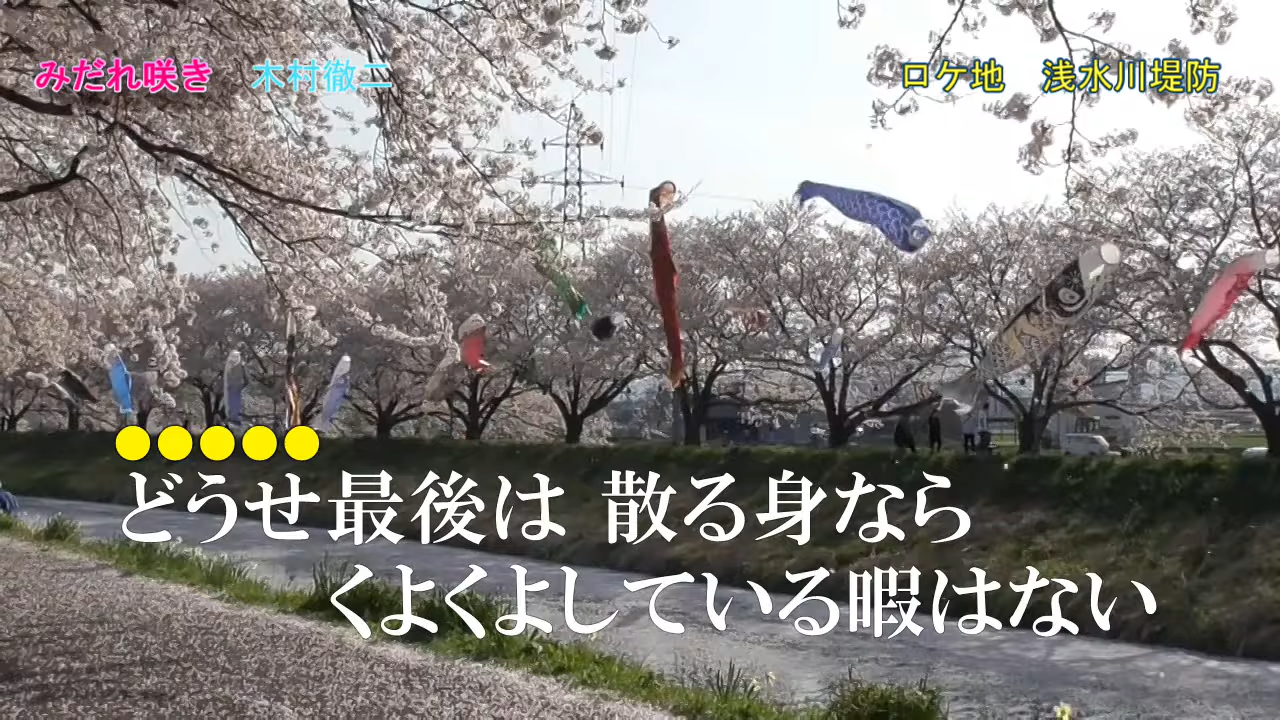 みだれ咲き　木村徹二
ロケ地　浅水川堤防
どうせ最後は 散る身なら
くよくよしている暇はない